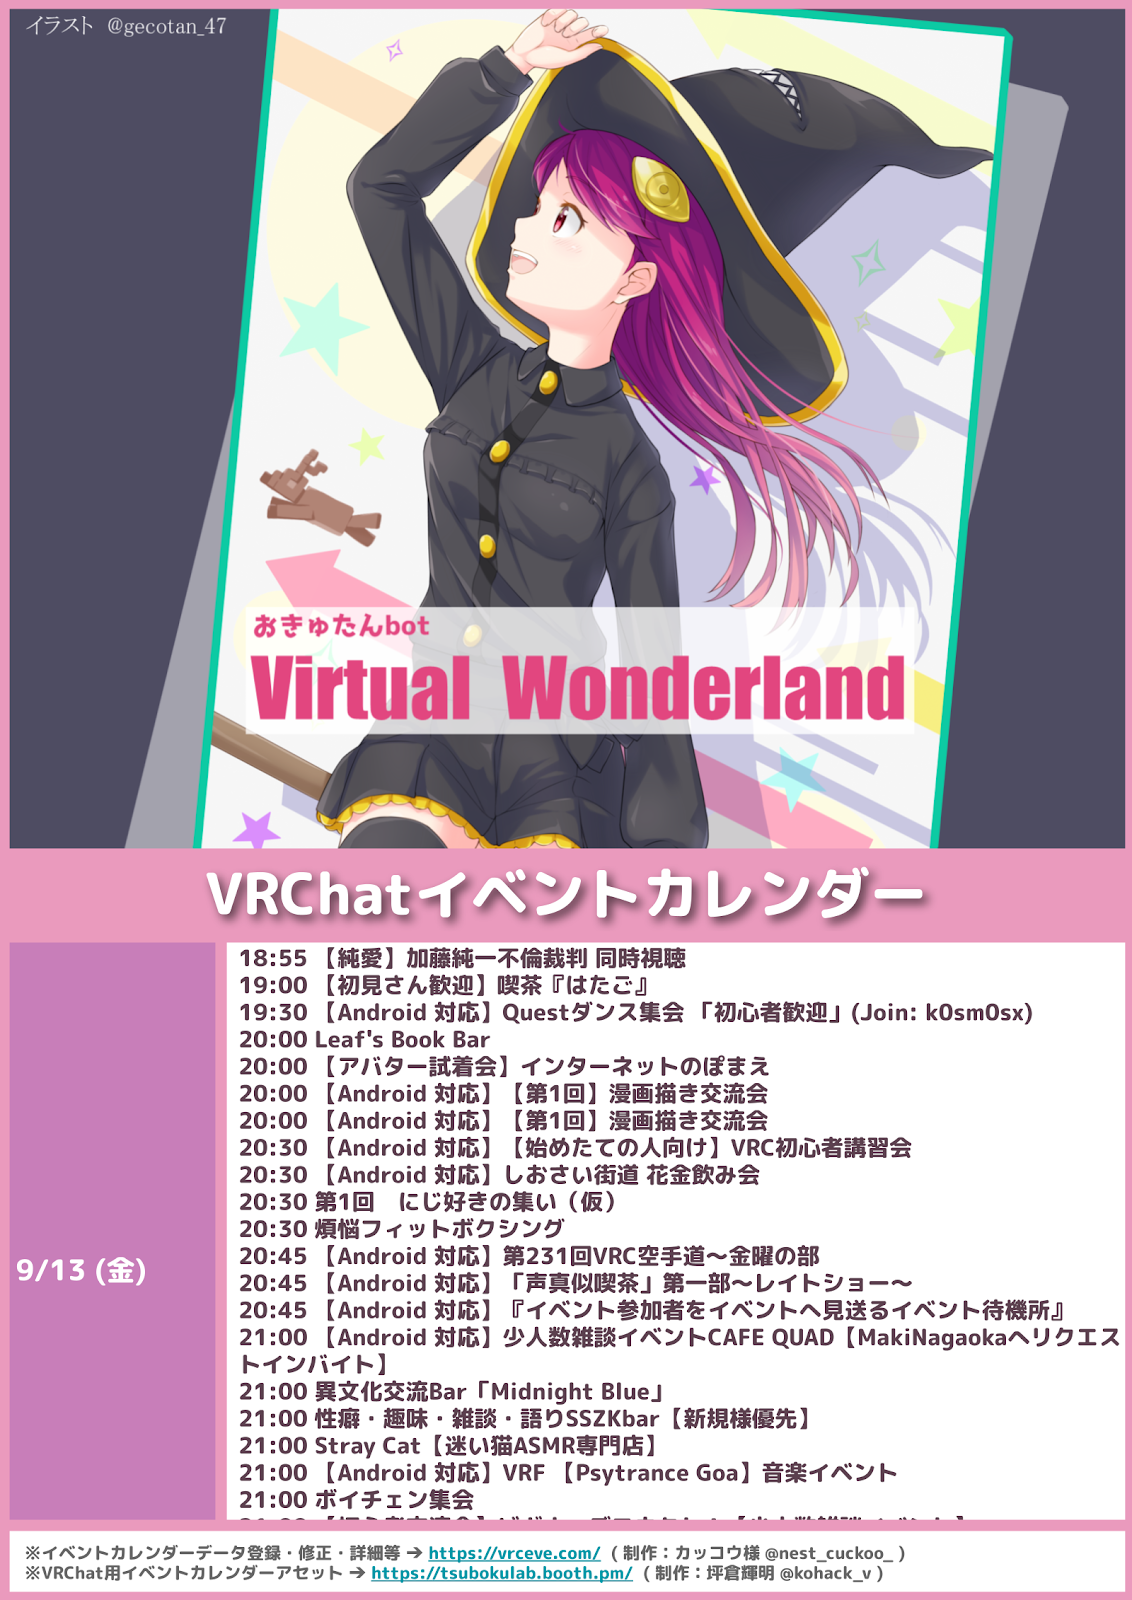 イラスト @gecotan_47
おきゅたんbot
Virtual Wonderland
VRChatイベントカレンダー
9/13 (金)
18:55 【純愛】加藤純一不倫裁判 同時視聴
19:00 【初見さん歓迎】喫茶『はたご』
19:30 【Android 対応】Questダンス集会 「初心者歓迎」(Join: k0sm0sx)
20:00 Leaf's Book Bar
20:00 【アバター試着会】インターネットのぽまえ
20:00 【Android 対応】【第1回】漫画描き交流会
20:00 【Android 対応】【第1回】漫画描き交流会
20:30 【Android 対応】【始めたての人向け】VRC初心者講習会
20:30 【Android 対応】しおさい街道 花金飲み会
20:30 第1回　にじ好きの集い（仮）
20:30 煩悩フィットボクシング
20:45 【Android 対応】第231回VRC空手道～金曜の部
20:45 【Android 対応】「声真似喫茶」第一部～レイトショー～
20:45 【Android 対応】『イベント参加者をイベントへ見送るイベント待機所』
21:00 【Android 対応】少人数雑談イベントCAFE QUAD【MakiNagaokaへリクエス
トインバイト】
21:00 異文化交流Bar「Midnight Blue」
21:00 性癖・趣味・雑談・語りSSZKbar【新規様優先】
21:00 Stray Cat【迷い猫ASMR専門店】
21:00 【Android 対応】VRF 【Psytrance Goa】音楽イベント
21:00 ボイチェン集会
※イベントカレンダーデータ登録・修正・詳細等 → https://vrceve.com/ （ 制作：カッコウ様 @nest_cuckoo_ ）
※VRChat用イベントカレンダーアセット → https://tsubokulab.booth.pm/ （ 制作：坪倉輝明 @kohack_v ）